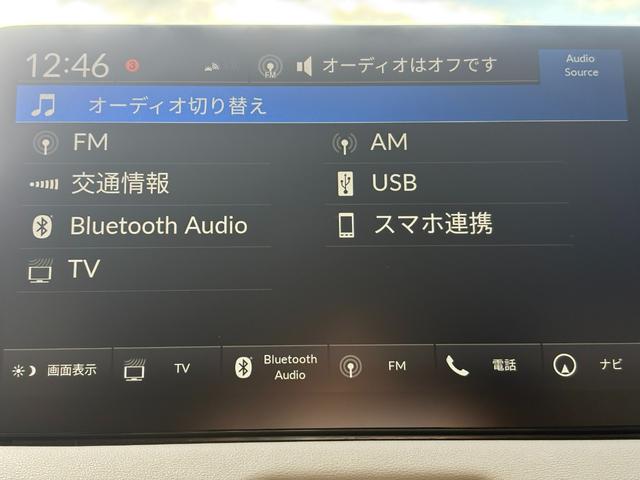 12:46 3 FM オーディオはオフです Audio
Source
オーディオ切り替え
FM AM
交通情報 USB
Bluetooth Audio スマホ連携
TV
画面表示 TV Bluetooth
Audio FM 電話 ナビ